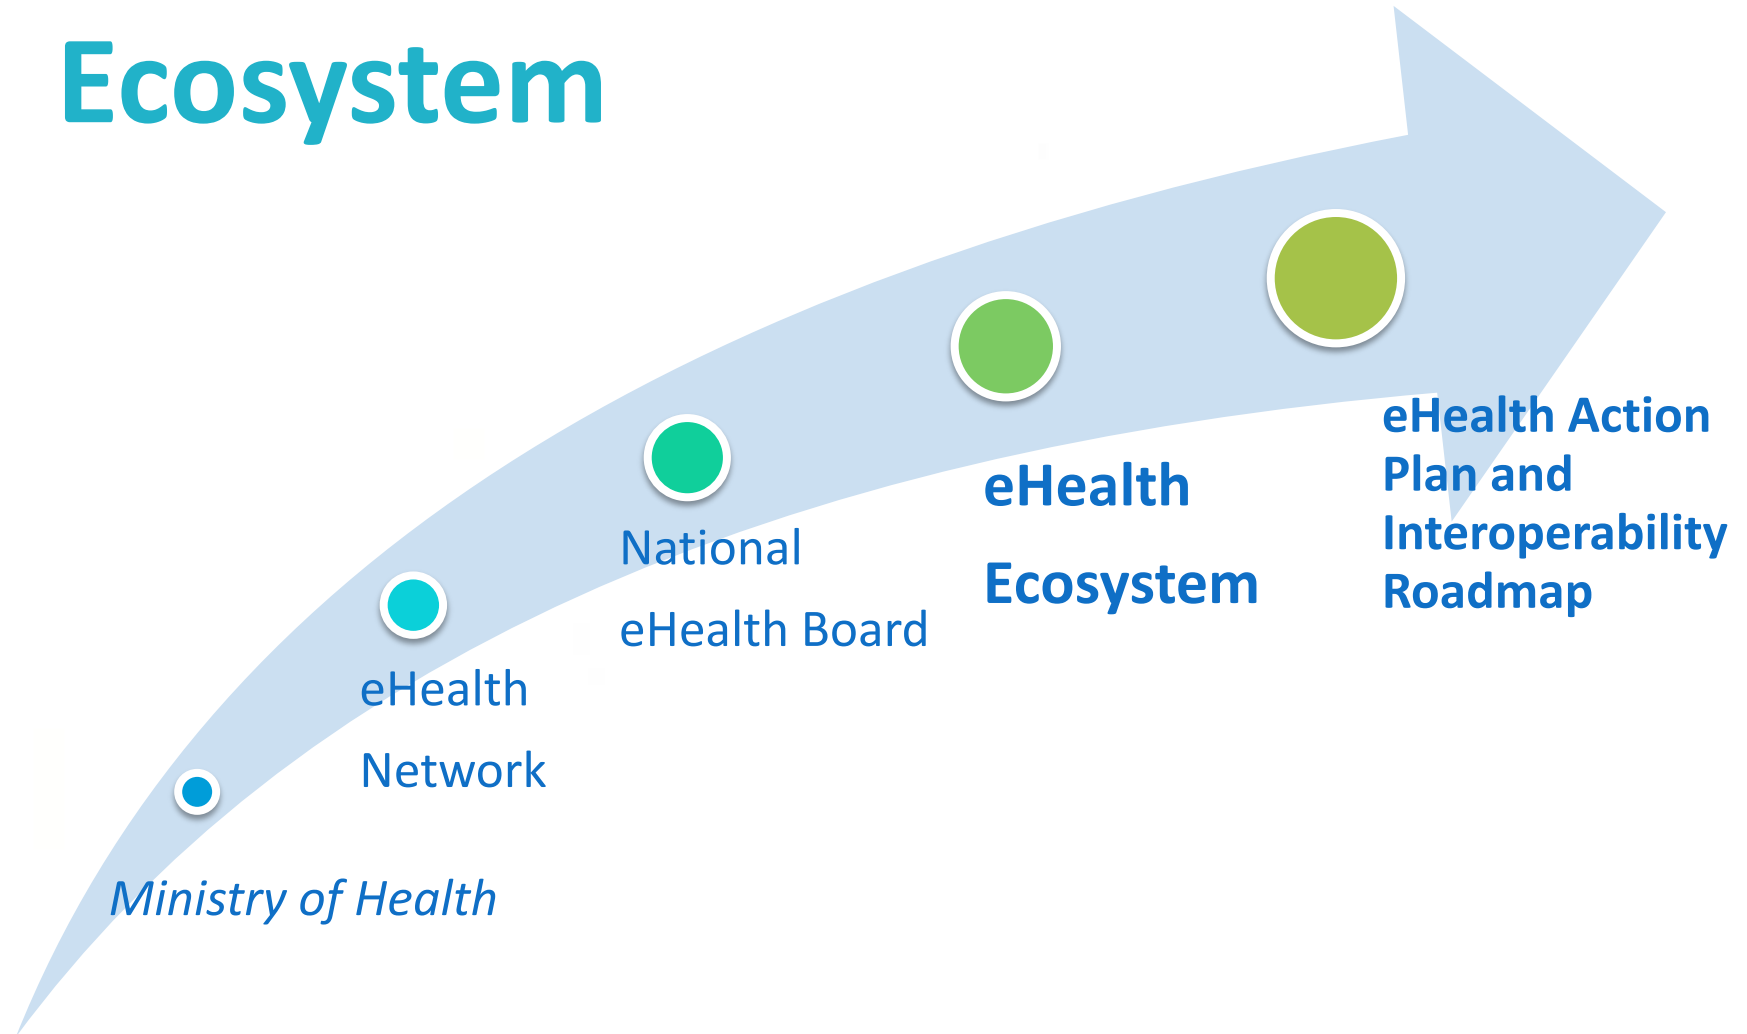 Ecosystem
Ministry of Health
eHealth
Network
National
eHealth Board
eHealth
Ecosystem
eHealth Action
Plan and
Interoperability
Roadmap